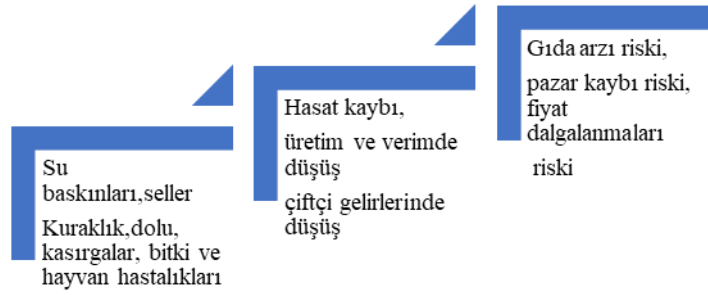 Su
baskınları,seller
Kuraklık,dolu,
kasırgalar, bitki ve
hayvan hastalıkları
Hasat kaybı,
üretim ve verimde
düşüş
çiftçi gelirlerinde
düşüş
Gıda arzı riski,
pazar kaybı riski,
fiyat
dalgalanmaları
riski